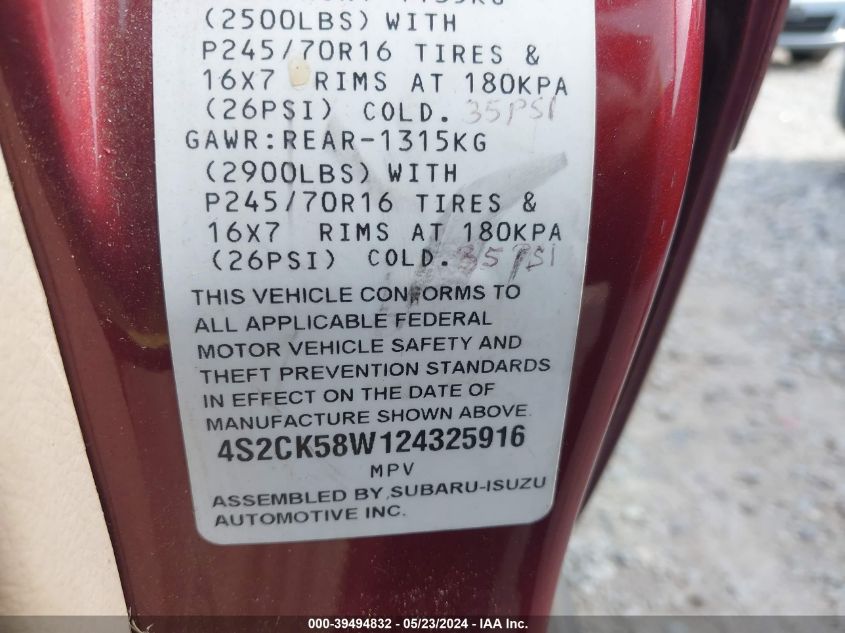 (2500LBS) WITH
P245/70R16 TIRES &
16X7 RIMS AT 180KPA
(26PSI) COLD. 35PSI
GAWR:REAR-1315KG
(2900LBS) WITH
P245/70R16 TIRES &
16X7 RIMS AT 180KPA
(26PSI) COLD. 35PSI
THIS VEHICLE CONFORMS TO
ALL APPLICABLE FEDERAL
MOTOR VEHICLE SAFETY AND
THEFT PREVENTION STANDARDS
IN EFFECT ON THE DATE OF
MANUFACTURE SHOWN ABOVE.
4S2CK58W124325916
MPV
ASSEMBLED BY SUBARU-ISUZU
AUTOMOTIVE INC.
000-39494832 - 05/23/2024 - IAAI.com